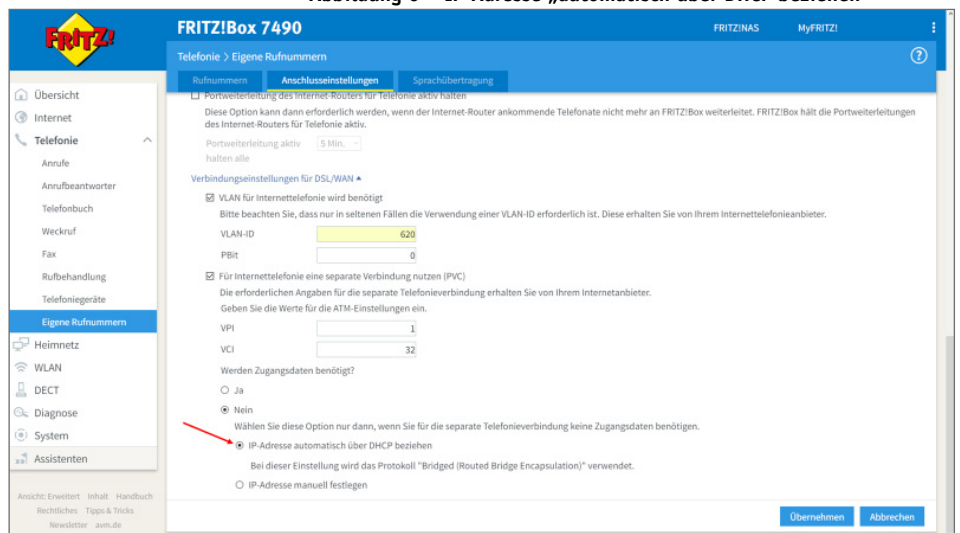 FRITZ!
FRITZ!Box 7490
FRITZ!NAS
MyFRITZ!
Telefonie > Eigene Rufnummern
Rufnummern
Anschlusseinstellungen
Sprachübertragung
Übersicht
Internet
Telefonie
Anrufe
Anrufbeantworter
Telefonbuch
Weckruf
Fax
Rufbehandlung
Telefoniegeräte
Eigene Rufnummern
Heimnetz
WLAN
DECT
Diagnose
System
Assistenten
Ansicht: Erweitert Inhalt Handbuch
Rechtliches Tipps & Tricks
Newsletter avm.de
Portweiterleitung des Internet-Routers für Telefonie aktiv halten
Diese Option kann dann erforderlich werden, wenn der Internet-Router ankommende Telefonate nicht mehr an FRITZ!Box weiterleitet. FRITZ!Box hält die Portweiterleitungen
des Internet-Routers für Telefonie aktiv.
Portweiterleitung aktiv 5 Min.
halten alle
Verbindungseinstellungen für DSL/WAN
VLAN für Internettelefonie wird benötigt
Bitte beachten Sie, dass nur in seltenen Fällen die Verwendung einer VLAN-ID erforderlich ist. Diese erhalten Sie von Ihrem Internettelefonieanbieter.
VLAN-ID 620
PBit 0
Für Internettelefonie eine separate Verbindung nutzen (PVC)
Die erforderlichen Angaben für die separate Telefonieverbindung erhalten Sie von Ihrem Internetanbieter.
Geben Sie die Werte für die ATM-Einstellungen ein.
VPI 1
VCI 32
Werden Zugangsdaten benötigt?
Ja
Nein
Wählen Sie diese Option nur dann, wenn Sie für die separate Telefonieverbindung keine Zugangsdaten benötigen.
IP-Adresse automatisch über DHCP beziehen
Bei dieser Einstellung wird das Protokoll "Bridged (Routed Bridge Encapsulation)" verwendet.
IP-Adresse manuell festlegen
Übernehmen
Abbrechen